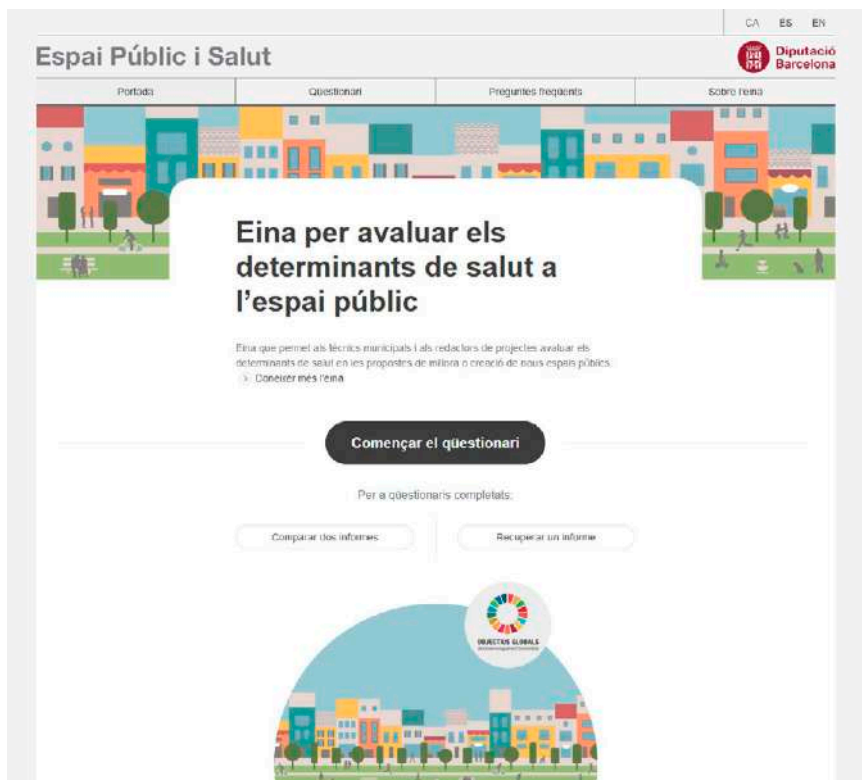 CA ES EN
Espai Públic i Salut
Diputació
Barcelona
Portada Qüestionari Preguntes freqüents Sobre l'eina
Eina per avaluar els
determinants de salut a
l'espai públic
Eina que permet als tècnics municipals i als redactors de projectes avaluar els
determinants de salut en les propostes de millora o creació de nous espais públics.
Conèixer més l'eina
Començar el qüestionari
Per a qüestionaris completats:
Comparar dos informes Recuperar un informe
OBJECTIUS GLOBALS